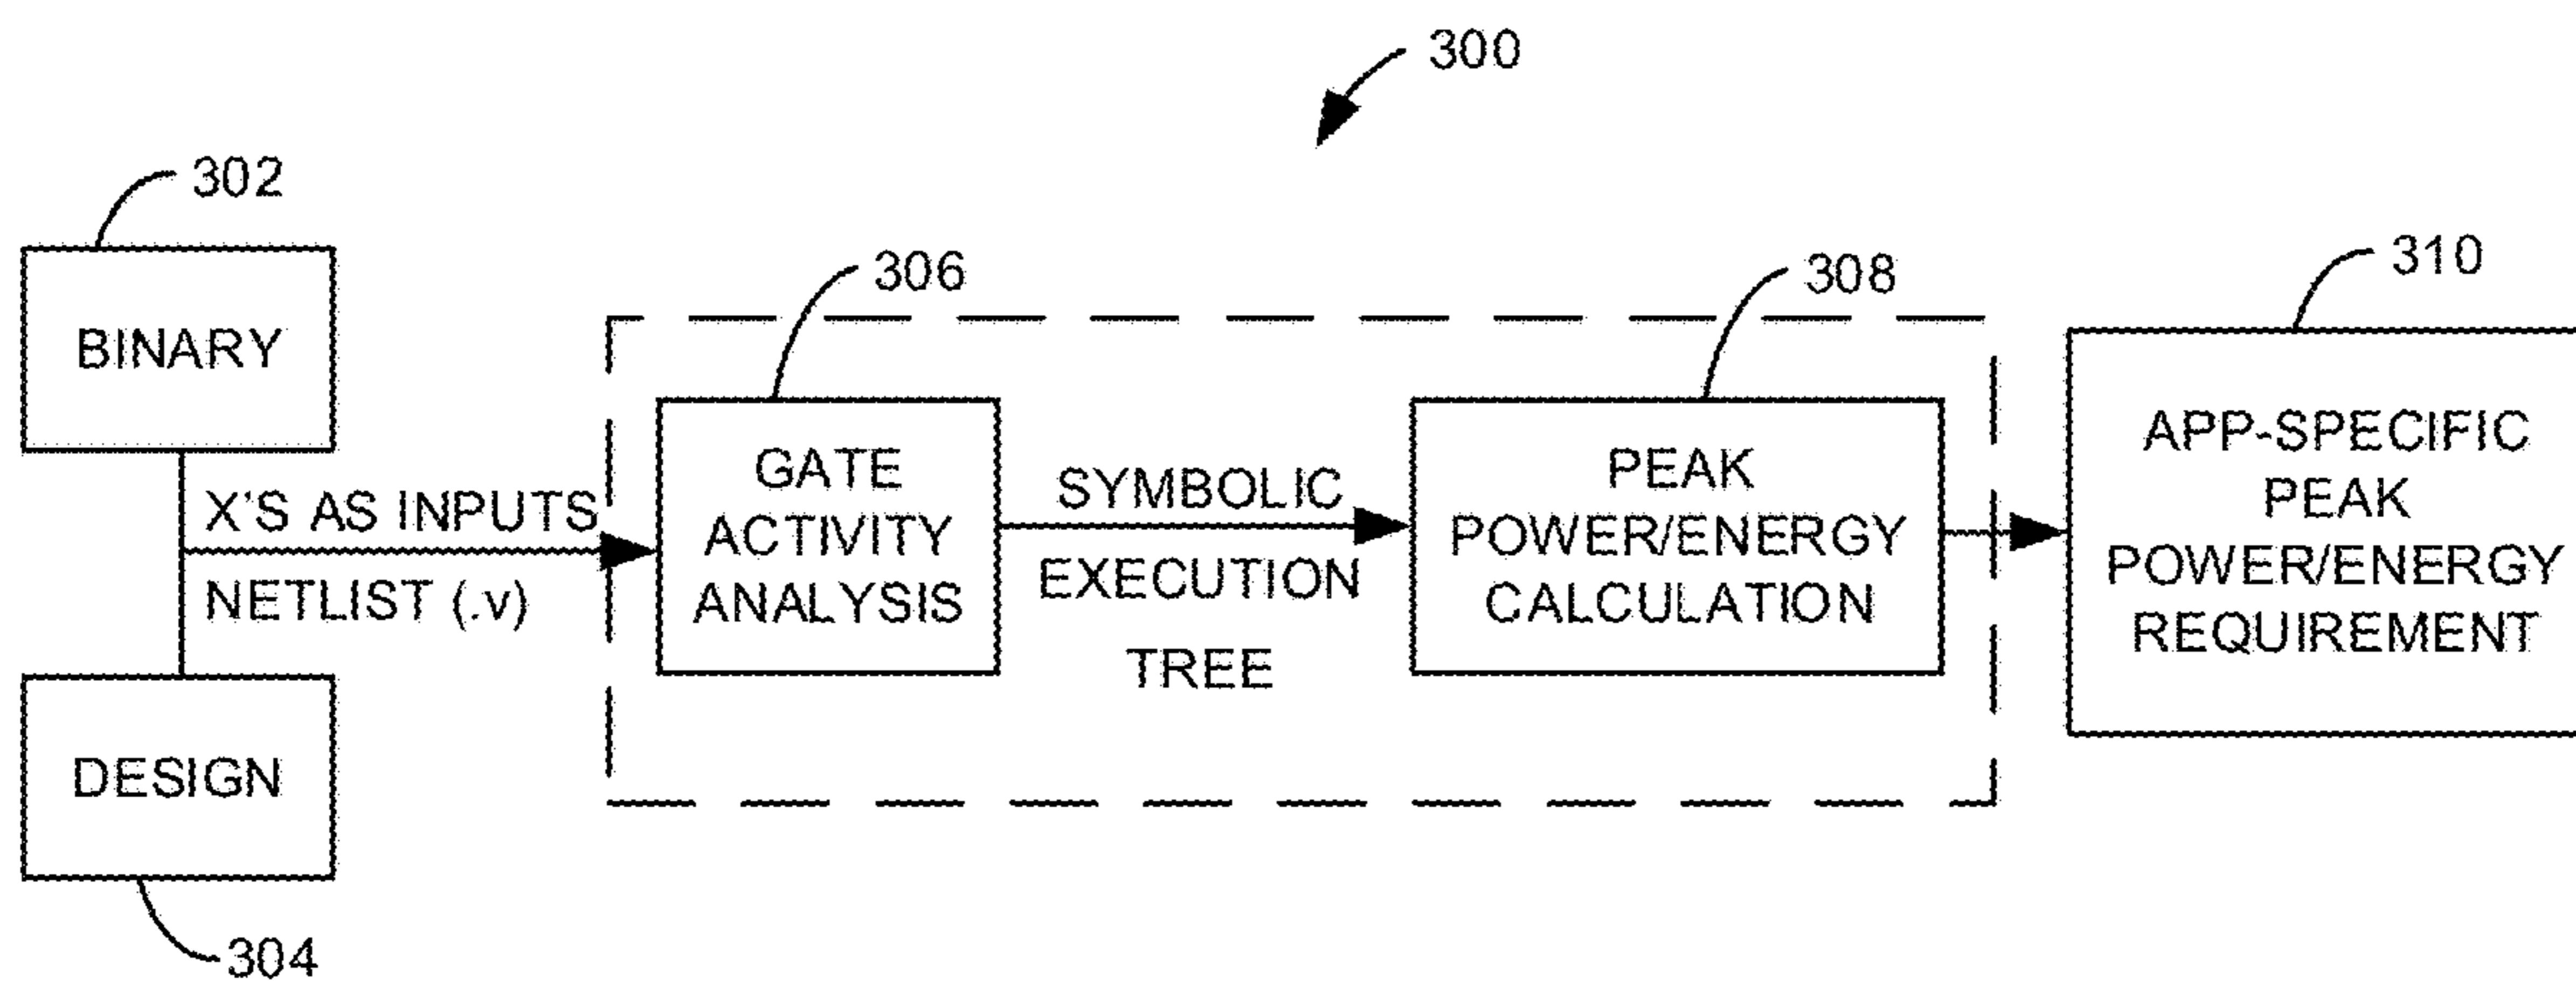 300
302
BINARY
X'S AS INPUTS
NETLIST (.v)
DESIGN
304
306
GATE
ACTIVITY
ANALYSIS
SYMBOLIC
EXECUTION
TREE
308
PEAK
POWER/ENERGY
CALCULATION
310
APP-SPECIFIC
PEAK
POWER/ENERGY
REQUIREMENT